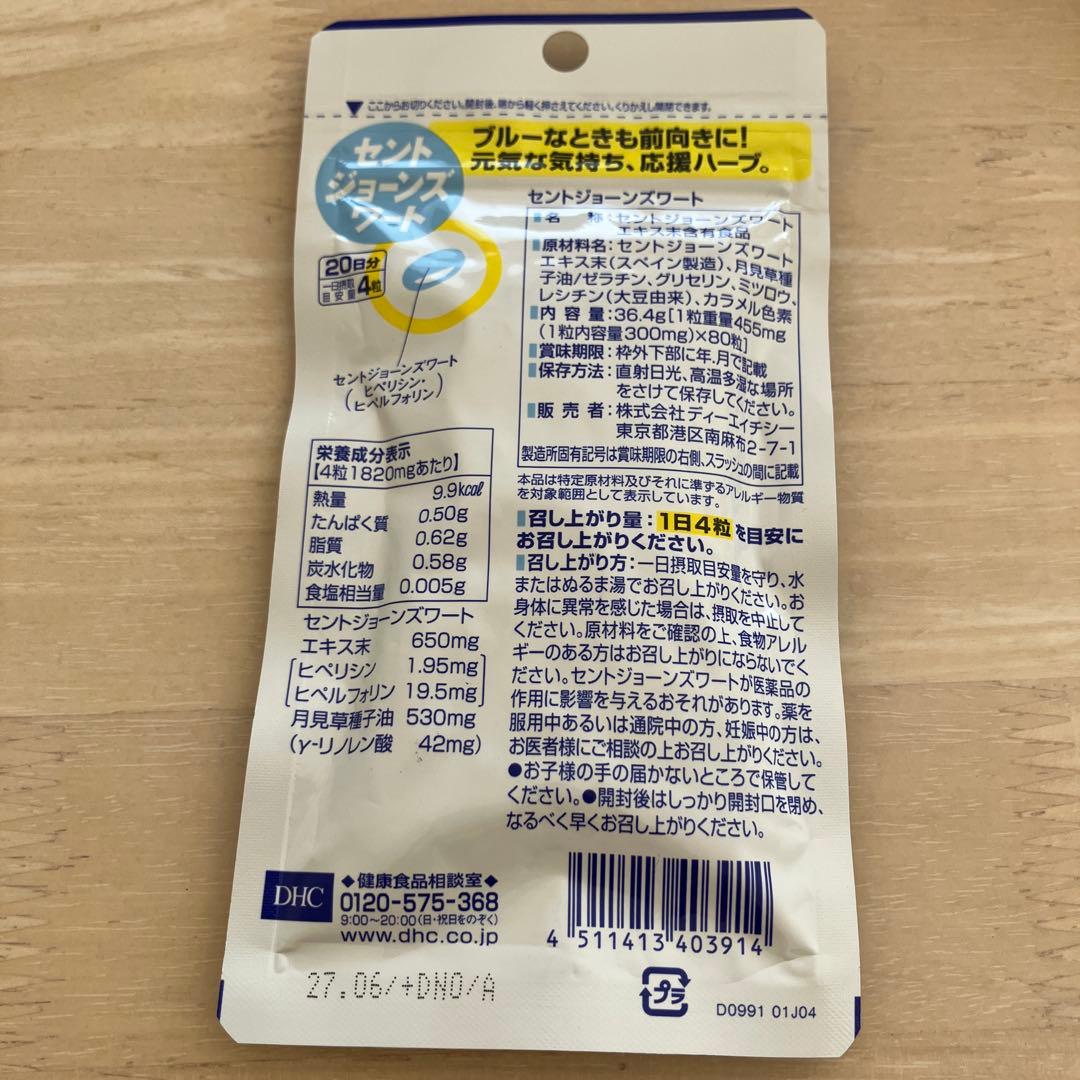 ▼ここからお切りください。開封後、端から軽く押さえてください。くりかえし開閉できます。
セント
ジョーンズ
ワート
ブルーなときも前向きに!
元気な気持ち、応援ハーブ。
20日分
一日摂取目安量4粒
セントジョーンズワート
(ヒペリシン・
ヒペルフォリン)
セントジョーンズワート
名 称:セントジョーンズワート
エキス末含有食品
原材料名:セントジョーンズワート
エキス末(スペイン製造)、月見草種
子油/ゼラチン、グリセリン、ミツロウ、
レシチン(大豆由来)、カラメル色素
内容量:36.4g[1粒重量455mg
(1粒内容量300mg)×80粒]
賞味期限:枠外下部に年.月で記載
保存方法:直射日光、高温多湿な場所
をさけて保存してください。
販売者:株式会社ディーエイチシー
東京都港区南麻布2-7-1
製造所固有記号は賞味期限の右側、スラッシュの間に記載
本品は特定原材料及びそれに準ずるアレルギー物質
を対象範囲として表示しています。
栄養成分表示
【4粒1820mgあたり】
熱量 9.9kcal
たんぱく質 0.50g
脂質 0.62g
炭水化物 0.58g
食塩相当量 0.005g
セントジョーンズワート
エキス末 650mg
[ヒペリシン 1.95mg
ヒペルフォリン 19.5mg]
月見草種子油 530mg
(γ-リノレン酸 42mg)
召し上がり量:1日4粒を目安に
お召し上がりください。
召し上がり方:一日摂取目安量を守り、水
またはぬるま湯でお召し上がりください。お
身体に異常を感じた場合は、摂取を中止して
ください。原材料をご確認の上、食物アレル
ギーのある方はお召し上がりにならないでく
ださい。セントジョーンズワートが医薬品の
作用に影響を与えるおそれがあります。薬を
服用中あるいは通院中の方、妊娠中の方は、
お医者様にご相談の上お召し上がりください。
●お子様の手の届かないところで保管して
ください。●開封後はしっかり開封口を閉め、
なるべく早くお召し上がりください。
DHC
◆健康食品相談室◆
0120-575-368
9:00~20:00(日・祝日をのぞく)
www.dhc.co.jp
4 511413 403914
27.06/+DNO/A
プラ
D0991 01J04